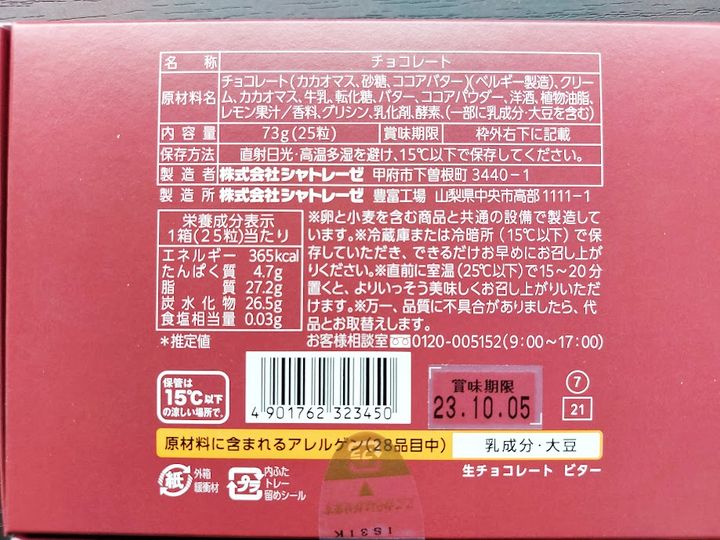 名称 チョコレート
原材料名 チョコレート(カカオマス、砂糖、ココアバター)(ベルギー製造)、クリー
ム、カカオマス、牛乳、転化糖、バター、ココアパウダー、洋酒、植物油脂、
レモン果汁/香料、グリシン、乳化剤、酵素、(一部に乳成分・大豆を含む)
内容量 73g(25粒) 賞味期限 枠外右下に記載
保存方法 直射日光・高温多湿を避け、15℃以下で保存してください。
製造者 株式会社シャトレーゼ 甲府市下曽根町3440-1
製造所 株式会社シャトレーゼ 豊富工場 山梨県中央市高部1111-1
栄養成分表示
1箱(25粒)当たり
エネルギー 365kcal
たんぱく質 4.7g
脂質 27.2g
炭水化物 26.5g
食塩相当量 0.03g
*推定値
※卵と小麦を含む商品と共通の設備で製造して
います。※冷蔵庫または冷暗所(15℃以下)で保
存していただき、できるだけお早めにお召し上が
りください。※直前に室温(25℃以下)で15~20分
置くと、よりいっそう美味しくお召し上がりいただ
けます。※万一、品質に不具合がありましたら、代
品とお取替えします。
お客様相談室 0120-005152(9:00~17:00)
保管は
15℃以下
の涼しい場所で。
4 901762 323450
賞味期限
23.10.05
7
21
原材料に含まれるアレルゲン(28品目中) 乳成分・大豆
紙 外箱
緩衝材
プラ 内ふた
トレー
留めシール
生チョコレート ビター
IS31K